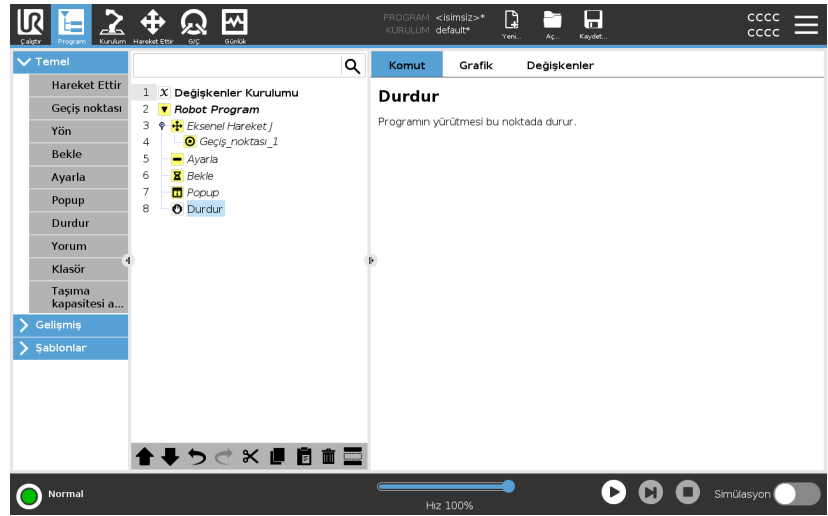 UR
PROGRAM <isimsiz>*
KURULUM default*
Çalıştır Program Kurulum Hareket Ettir G/Ç Günlük
Yeni... Aç... Kaydet...
CCCC
CCCC
Temel
Hareket Ettir
Geçiş noktası
Yön
Bekle
Ayarla
Popup
Durdur
Yorum
Klasör
Taşıma
kapasitesi a...
Gelişmiş
Şablonlar
1 X Değişkenler Kurulumu
2 Robot Program
3 Eksenel Hareket J
4 Geçiş_noktası_1
5 Ayarla
6 Bekle
7 Popup
8 Durdur
Komut Grafik Değişkenler
Durdur
Programın yürütmesi bu noktada durur.
Normal
Hız 100%
Simülasyon